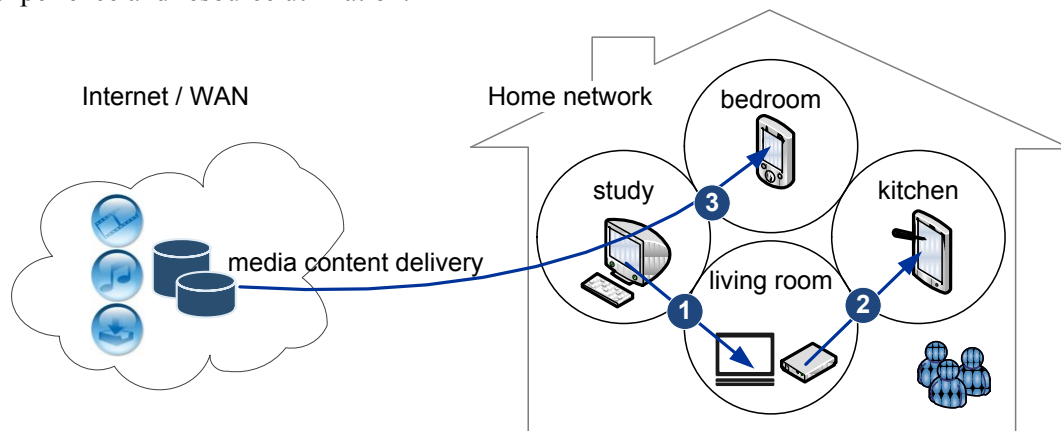 Internet / WAN
Home network
bedroom
study
kitchen
3
media content delivery
living room
1
2